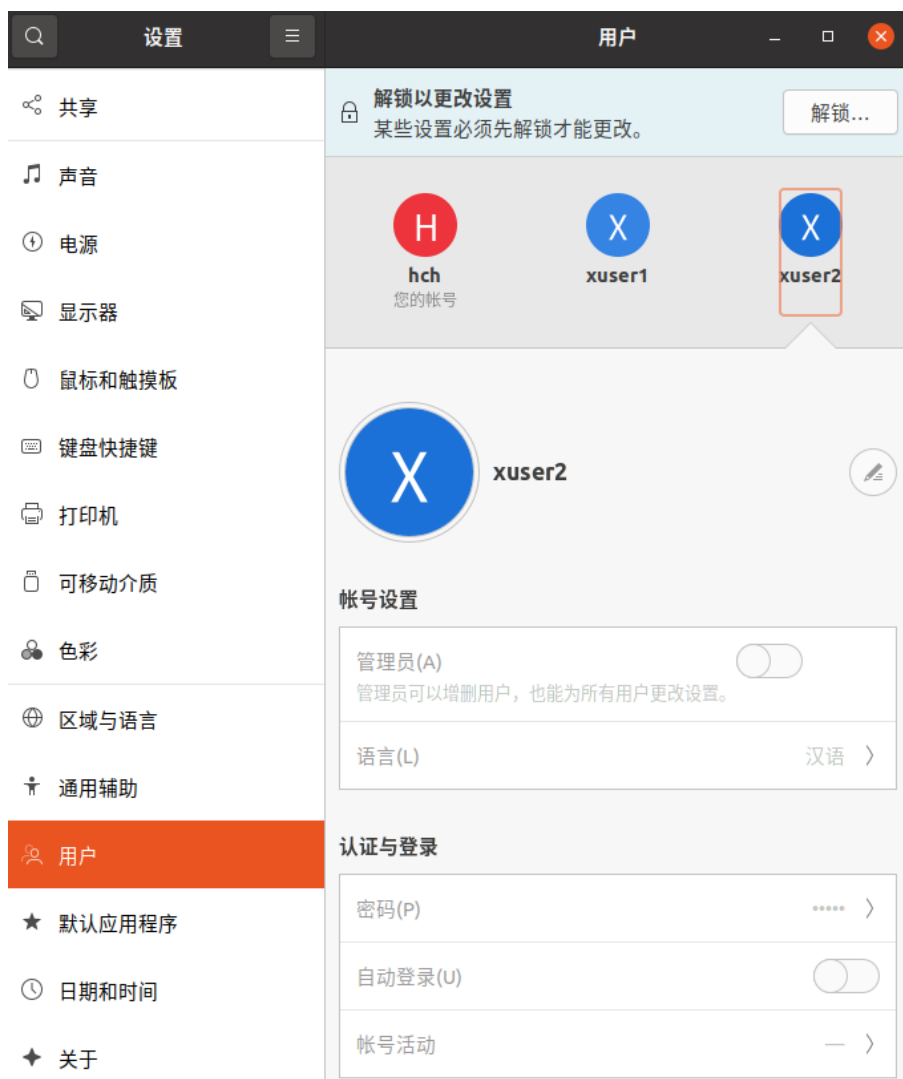 设置
共享
声音
电源
显示器
鼠标和触摸板
键盘快捷键
打印机
可移动介质
色彩
区域与语言
通用辅助
用户
默认应用程序
日期和时间
关于
用户
解锁以更改设置
某些设置必须先解锁才能更改。
解锁...
H
X
X
hch
xuser1
xuser2
您的帐号
X
xuser2
帐号设置
管理员(A)
管理员可以增删用户，也能为所有用户更改设置。
语言(L) 汉语
认证与登录
密码(P) •••••
自动登录(U)
帐号活动 —